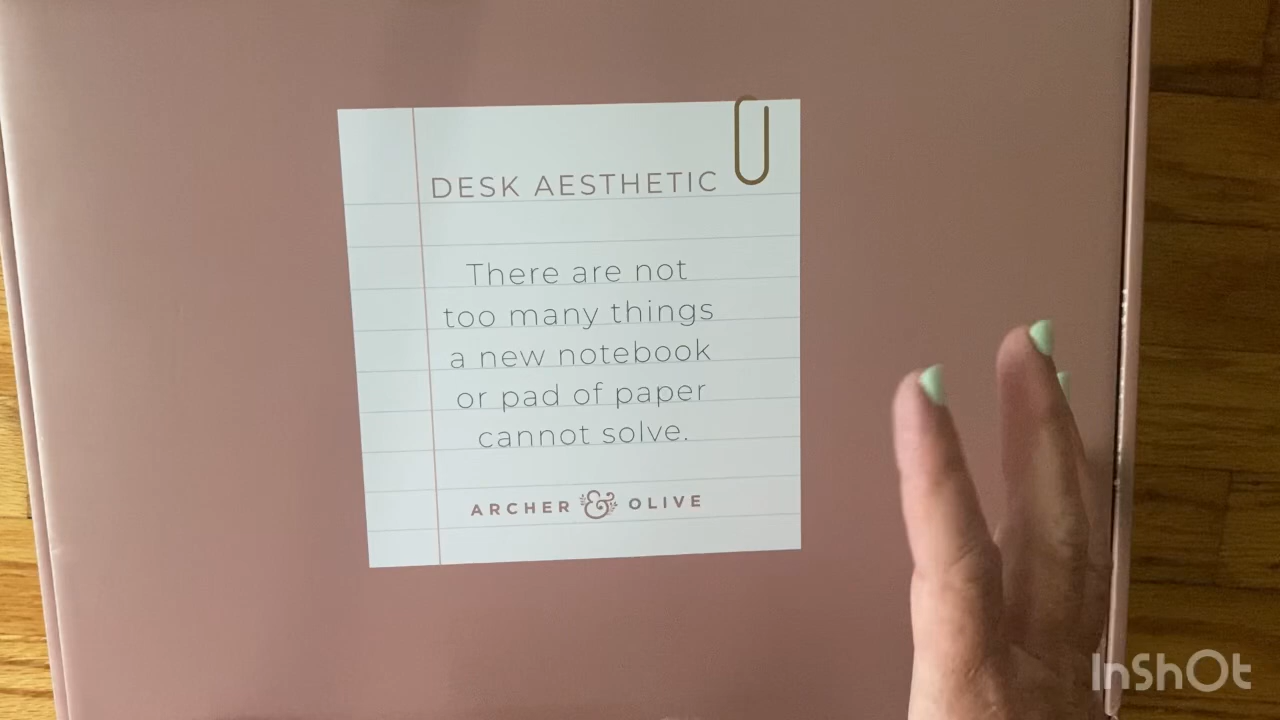 DESK AESTHETIC
There are not
too many things
a new notebook
or pad of paper
cannot solve.
ARCHER & OLIVE
InShOt